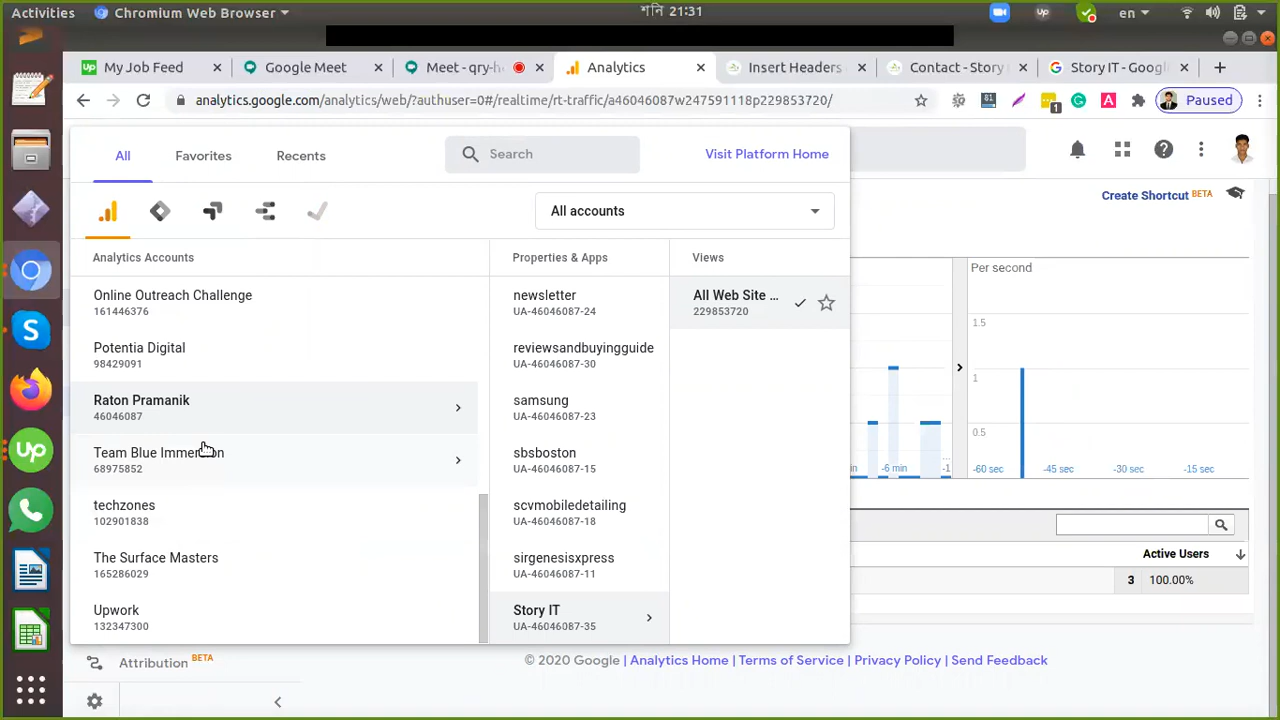 Activities
Chromium Web Browser
শনি 21:31
en
My Job Feed
Google Meet
Meet - qry-h
Analytics
Insert Headers
Contact - Story
Story IT - Googl
analytics.google.com/analytics/web/?authuser=0#/realtime/rt-traffic/a46046087w247591118p229853720/
Paused
All
Favorites
Recents
Search
Visit Platform Home
All accounts
Create Shortcut BETA
Analytics Accounts
Properties & Apps
Views
Online Outreach Challenge
161446376
Potentia Digital
98429091
Raton Pramanik
46046087
Team Blue Immer on
68975852
techzones
102901838
The Surface Masters
165286029
Upwork
132347300
newsletter
UA-46046087-24
reviewsandbuyingguide
UA-46046087-30
samsung
UA-46046087-23
sbsboston
UA-46046087-15
scvmobiledetailing
UA-46046087-18
sirgenesisxpress
UA-46046087-11
Story IT
UA-46046087-35
All Web Site ...
229853720
Per second
1.5
1
0.5
-6 min
-60 sec
-45 sec
-30 sec
-15 sec
Active Users
3 100.00%
Attribution BETA
© 2020 Google | Analytics Home | Terms of Service | Privacy Policy | Send Feedback